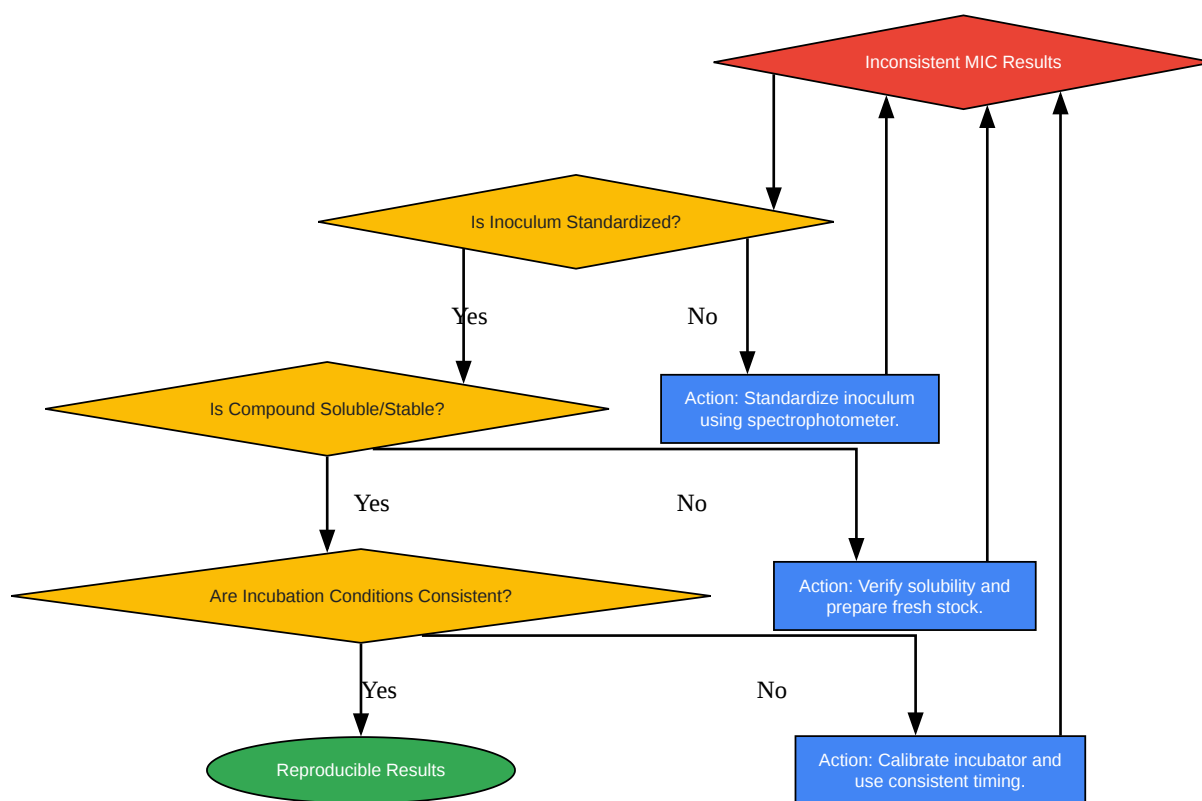 Inconsistent MIC Results
Is Inoculum Standardized?
Yes
No
Is Compound Soluble/Stable?
Action: Standardize inoculum
using spectrophotometer.
Yes
No
Are Incubation Conditions Consistent?
Action: Verify solubility and
prepare fresh stock.
Yes
No
Reproducible Results
Action: Calibrate incubator and
use consistent timing.